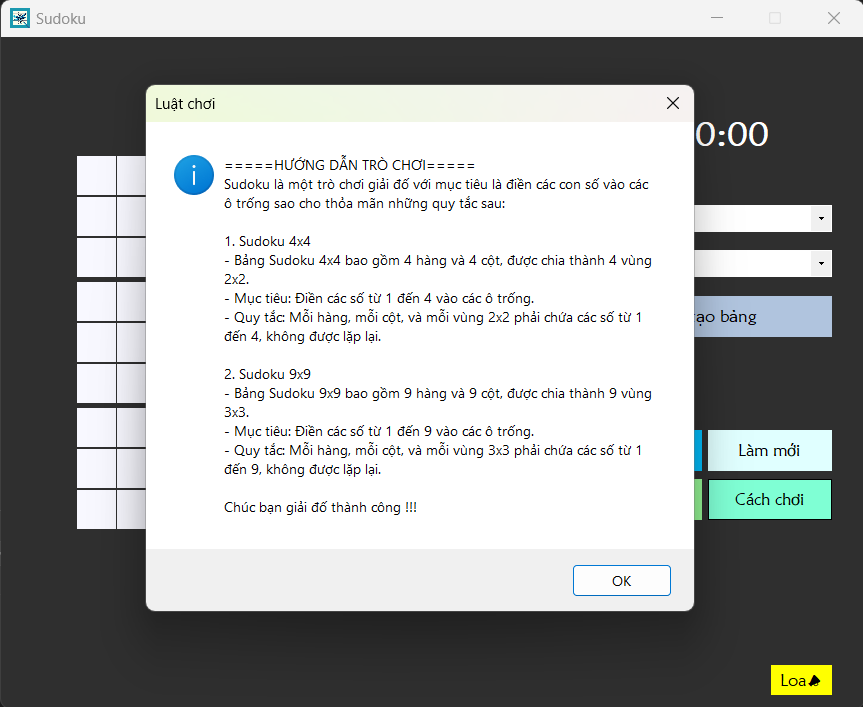 Sudoku
Luật chơi
=====HƯỚNG DẪN TRÒ CHƠI=====
Sudoku là một trò chơi giải đố với mục tiêu là điền các con số vào các
ô trống sao cho thỏa mãn những quy tắc sau:
1. Sudoku 4x4
- Bảng Sudoku 4x4 bao gồm 4 hàng và 4 cột, được chia thành 4 vùng
2x2.
- Mục tiêu: Điền các số từ 1 đến 4 vào các ô trống.
- Quy tắc: Mỗi hàng, mỗi cột, và mỗi vùng 2x2 phải chứa các số từ 1
đến 4, không được lặp lại.
2. Sudoku 9x9
- Bảng Sudoku 9x9 bao gồm 9 hàng và 9 cột, được chia thành 9 vùng
3x3.
- Mục tiêu: Điền các số từ 1 đến 9 vào các ô trống.
- Quy tắc: Mỗi hàng, mỗi cột, và mỗi vùng 3x3 phải chứa các số từ 1
đến 9, không được lặp lại.
Chúc bạn giải đố thành công !!!
OK
0:00
bảng
Làm mới
Cách chơi
Loa